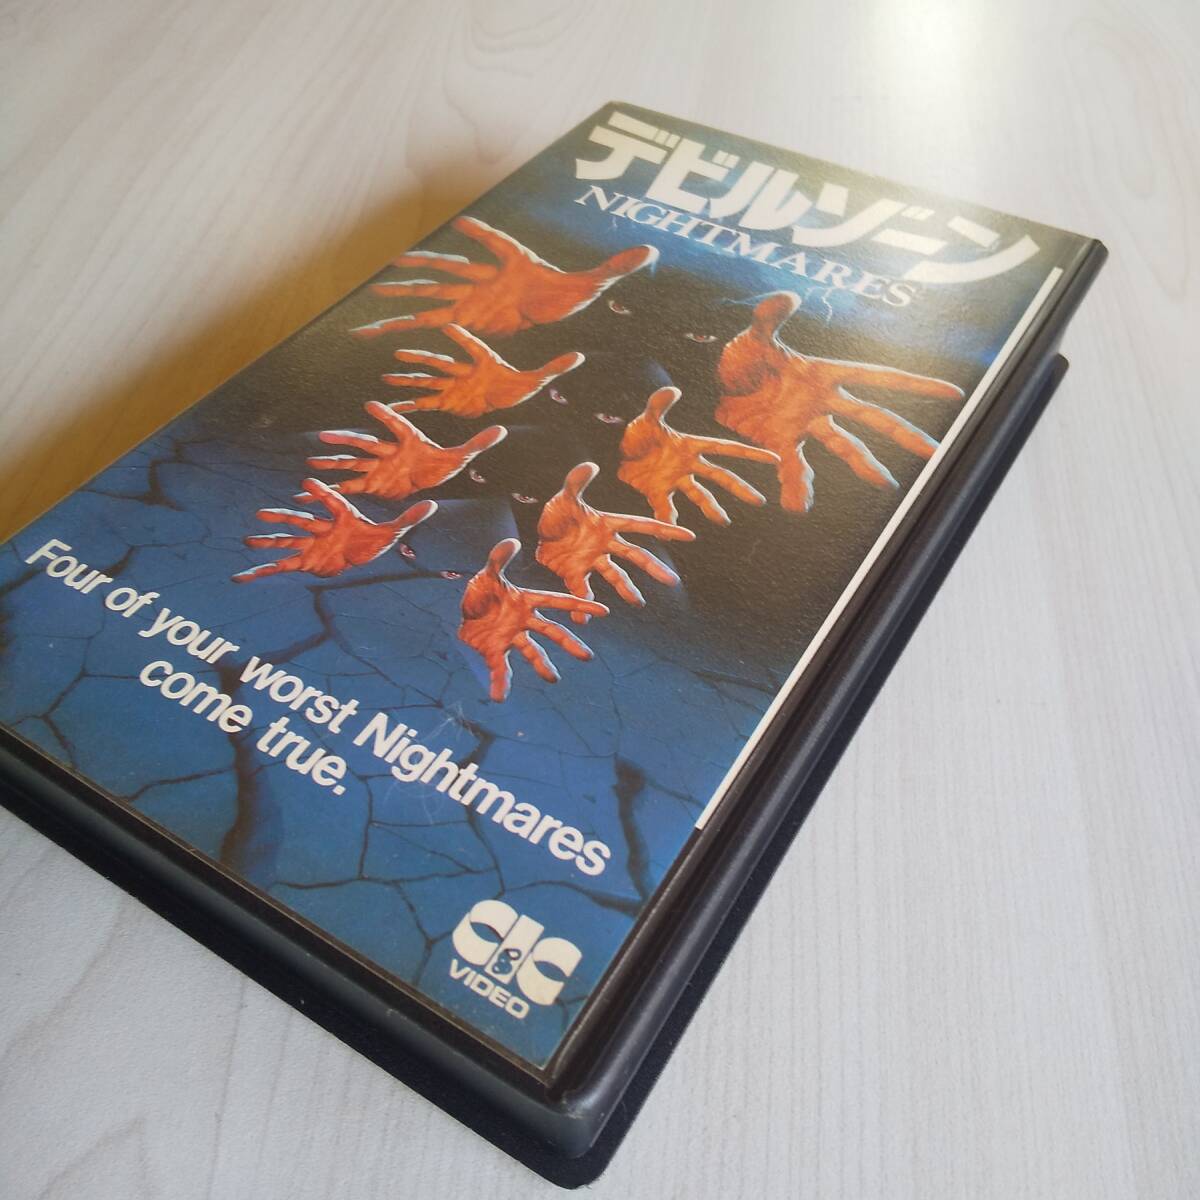 デビルゾーン
NIGHTMARES
Four of your worst Nightmares
come true.
CIC
VIDEO